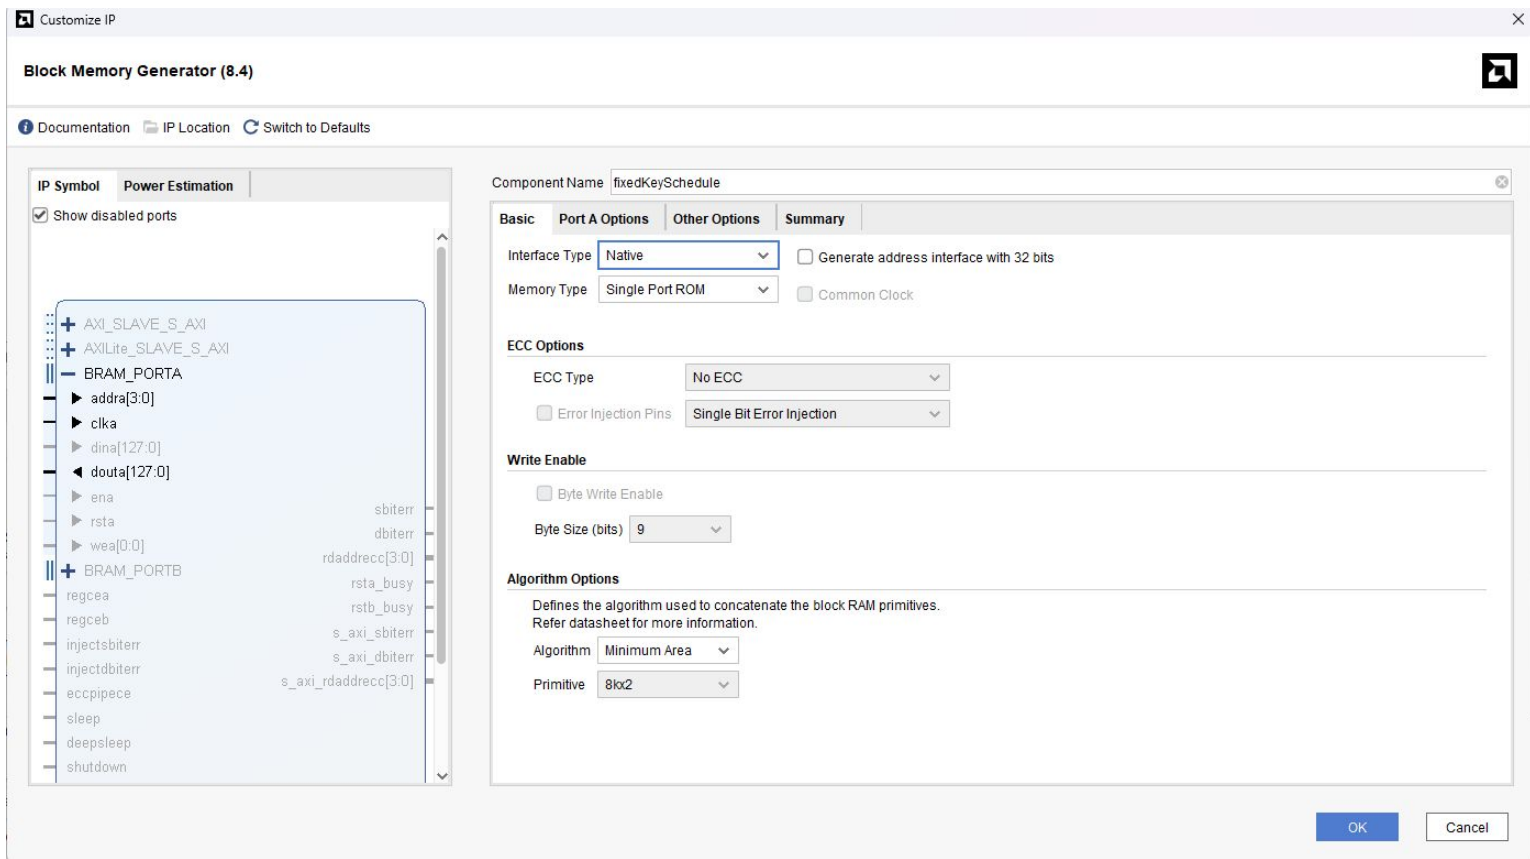 Customize IP
Block Memory Generator (8.4)
Documentation IP Location Switch to Defaults
IP Symbol Power Estimation
Show disabled ports
AXI_SLAVE_S_AXI
AXILite_SLAVE_S_AXI
BRAM_PORTA
addra[3:0]
clka
dina[127:0]
douta[127:0]
ena
rsta
wea[0:0]
BRAM_PORTB
regcea
regceb
injectsbiterr
injectdbiterr
eccpipece
sleep
deepsleep
shutdown
sbiterr
dbiterr
rdaddrecc[3:0]
rsta_busy
rstb_busy
s_axi_sbiterr
s_axi_dbiterr
s_axi_rdaddrecc[3:0]
Component Name fixedKeySchedule
Basic Port A Options Other Options Summary
Interface Type Native Generate address interface with 32 bits
Memory Type Single Port ROM Common Clock
ECC Options
ECC Type No ECC
Error Injection Pins Single Bit Error Injection
Write Enable
Byte Write Enable
Byte Size (bits) 9
Algorithm Options
Defines the algorithm used to concatenate the block RAM primitives.
Refer datasheet for more information.
Algorithm Minimum Area
Primitive 8kx2
OK Cancel